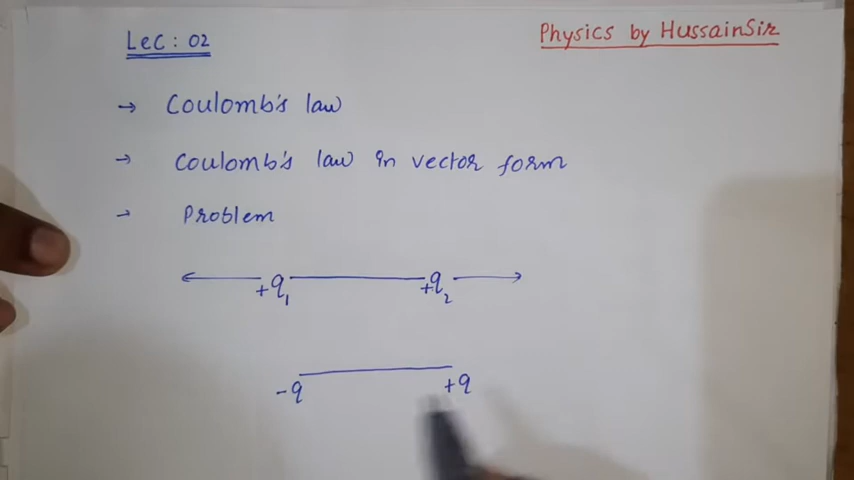 Lec: 02
Physics by HussainSir
→ Coulomb's law
→ Coulomb's law in vector form
→ Problem
+q₁ +q₂
-q +q